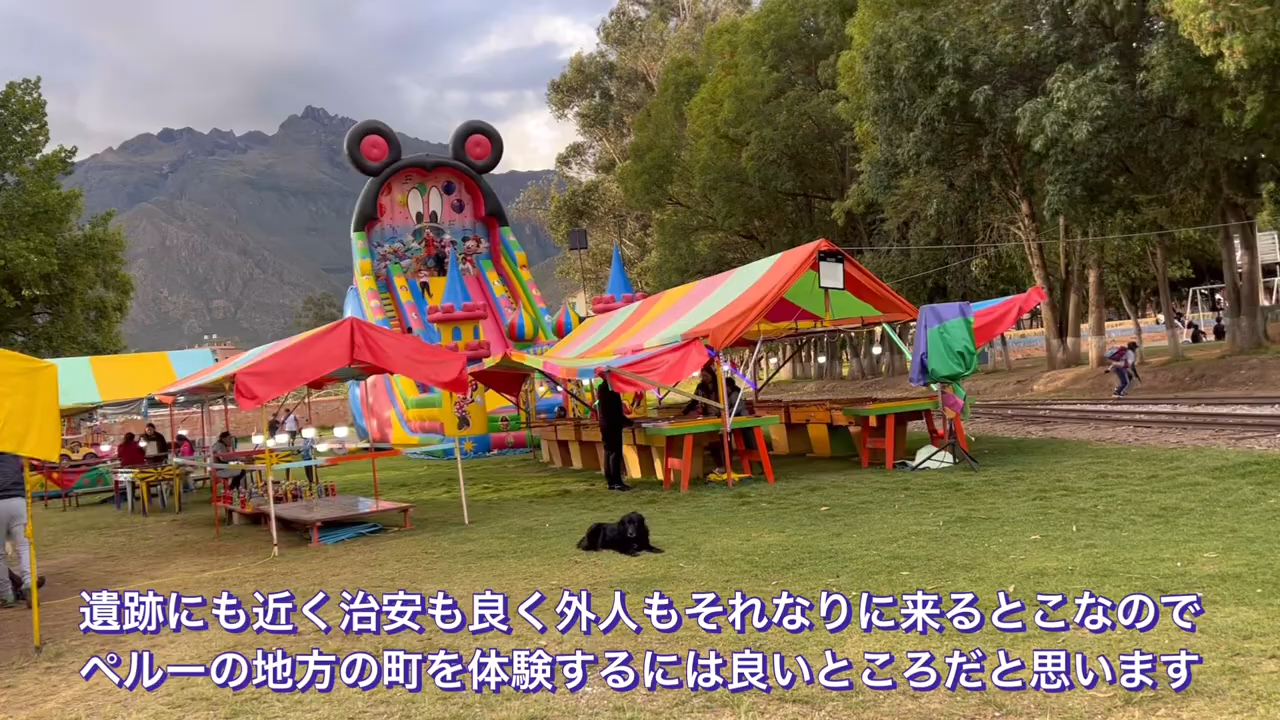 遺跡にも近く治安も良く外人もそれなりに来るとこなので
ペルーの地方の町を体験するには良いところだと思います